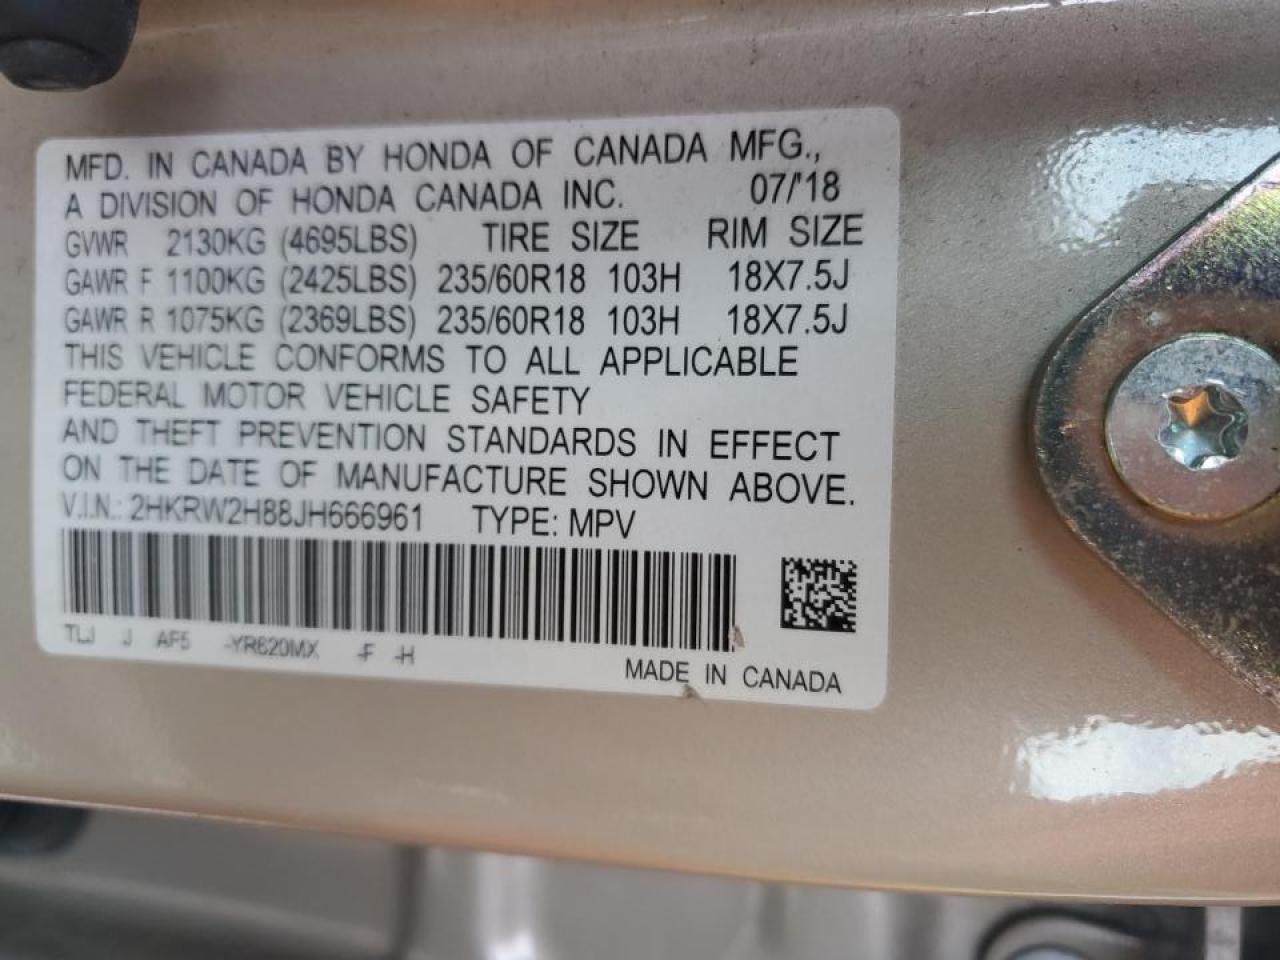 MFD. IN CANADA BY HONDA OF CANADA MFG.,
A DIVISION OF HONDA CANADA INC. 07/'18
GVWR 2130KG (4695LBS) TIRE SIZE RIM SIZE
GAWR F 1100KG (2425LBS) 235/60R18 103H 18X7.5J
GAWR R 1075KG (2369LBS) 235/60R18 103H 18X7.5J
THIS VEHICLE CONFORMS TO ALL APPLICABLE
FEDERAL MOTOR VEHICLE SAFETY
AND THEFT PREVENTION STANDARDS IN EFFECT
ON THE DATE OF MANUFACTURE SHOWN ABOVE.
V.I.N.: 2HKRW2H88JH666961 TYPE: MPV
TLJ J AF5 -YR620MX -F -H
MADE IN CANADA